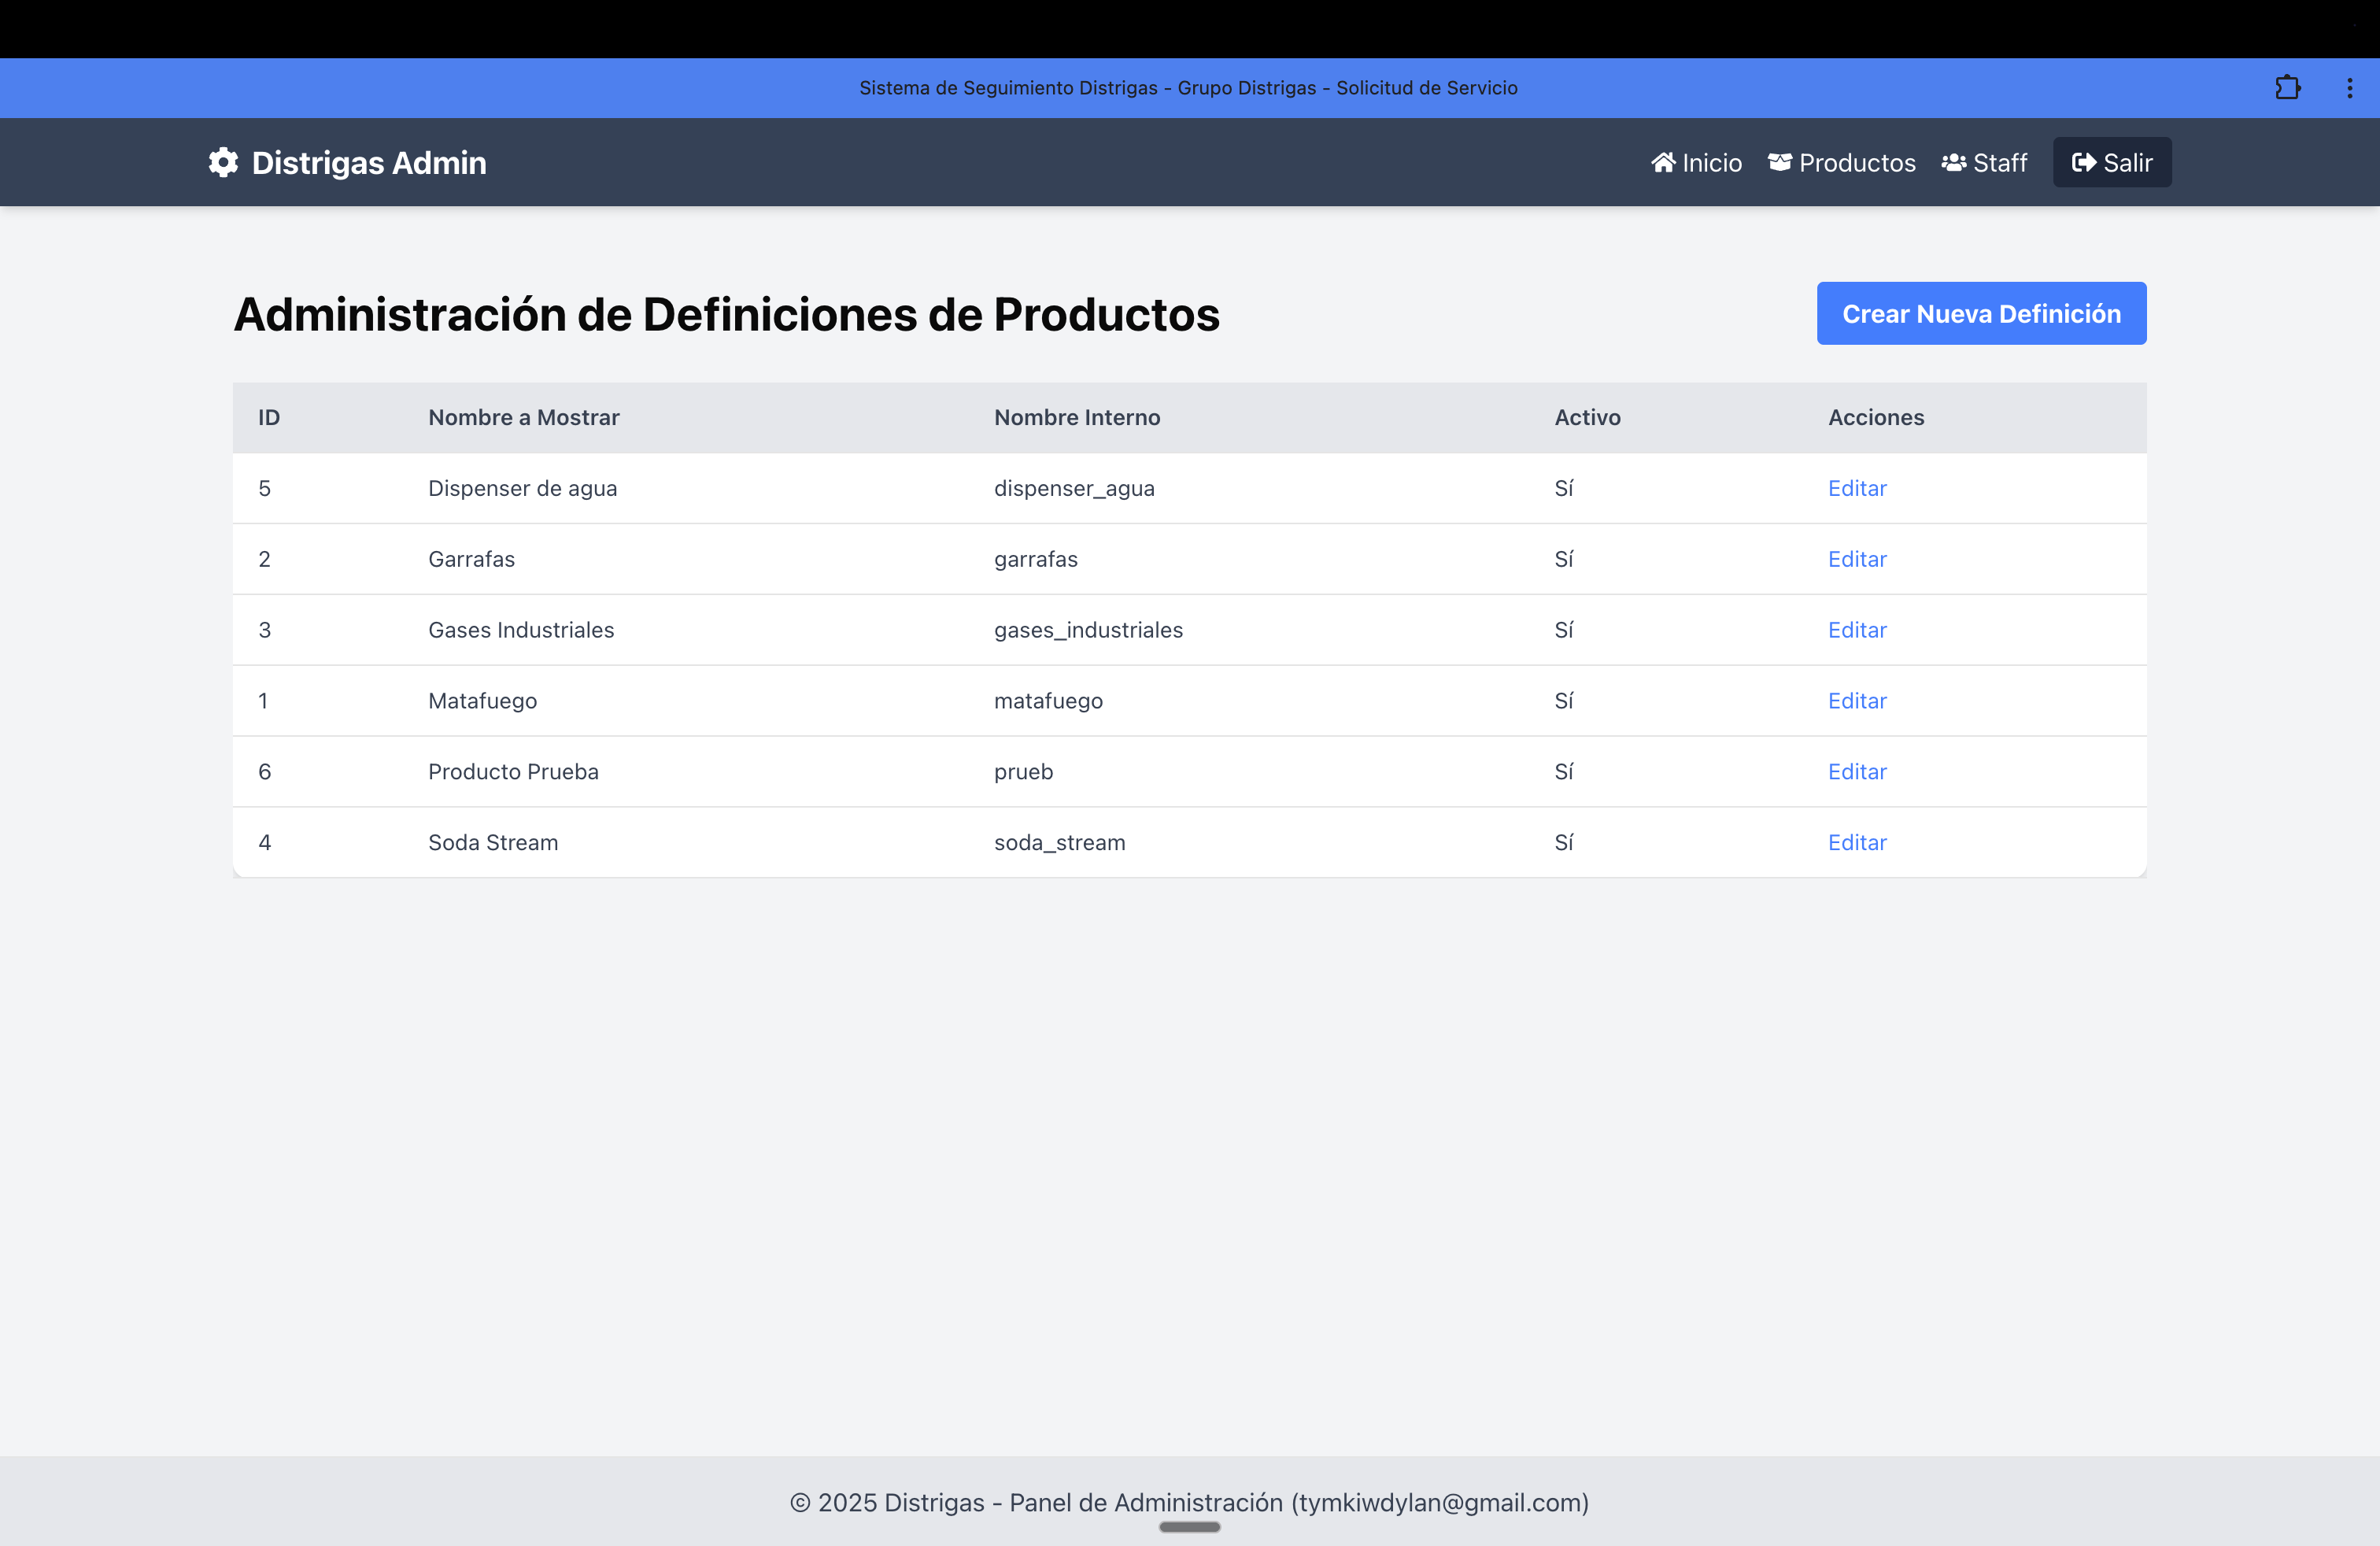 Sistema de Seguimiento Distrigas - Grupo Distrigas - Solicitud de Servicio
Distrigas Admin Inicio Productos Staff Salir
Administración de Definiciones de Productos Crear Nueva Definición
ID Nombre a Mostrar Nombre Interno Activo Acciones
5 Dispenser de agua dispenser_agua Sí Editar
2 Garrafas garrafas Sí Editar
3 Gases Industriales gases_industriales Sí Editar
1 Matafuego matafuego Sí Editar
6 Producto Prueba prueb Sí Editar
4 Soda Stream soda_stream Sí Editar
© 2025 Distrigas - Panel de Administración (tymkiwdylan@gmail.com)